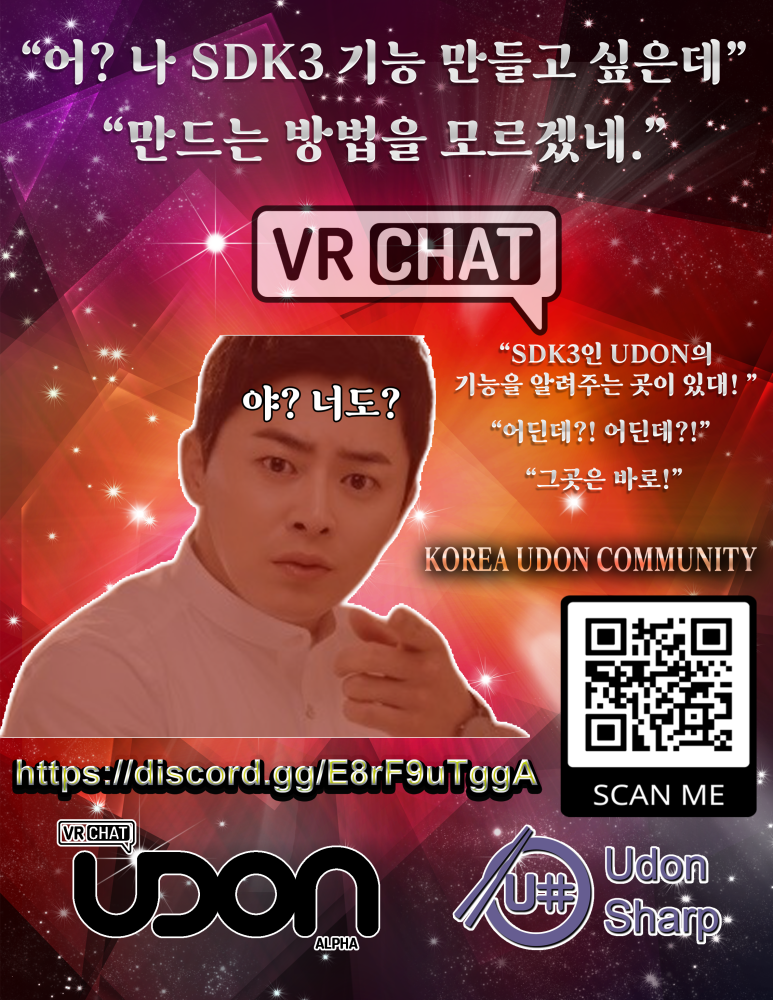 “어? 나 SDK3 기능 만들고 싶은데”
“만드는 방법을 모르겠네.”
VR CHAT
야? 너도?
“SDK3인 UDON의
기능을 알려주는 곳이 있대! ”
“어딘데?! 어딘데?!”
“그곳은 바로!”
KOREA UDON COMMUNITY
SCAN ME
https://discord.gg/E8rF9uTggA
VR CHAT
UDON
ALPHA
U#
Udon
Sharp